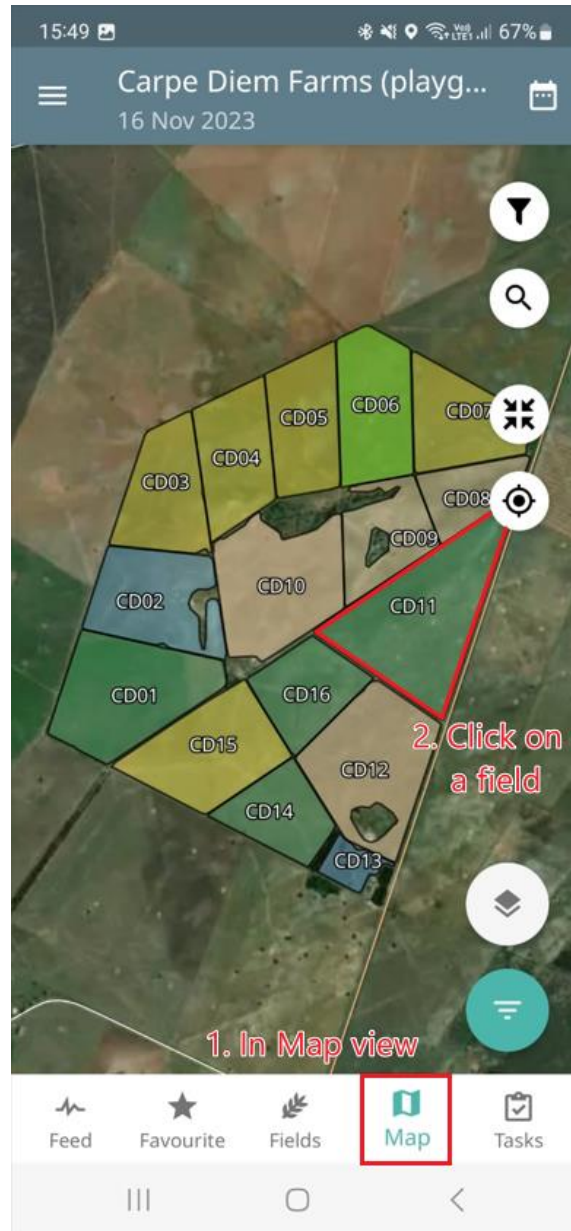 15:49
Vo)) LTE1 67%
Carpe Diem Farms (playg...
16 Nov 2023
CD06
CD07
CD05
CD04
CD03
CD08
CD09
CD10
CD02
CD11
CD01
CD16
CD15
2. Click on
a field
CD12
CD14
CD13
1. In Map view
Feed Favourite Fields Map Tasks